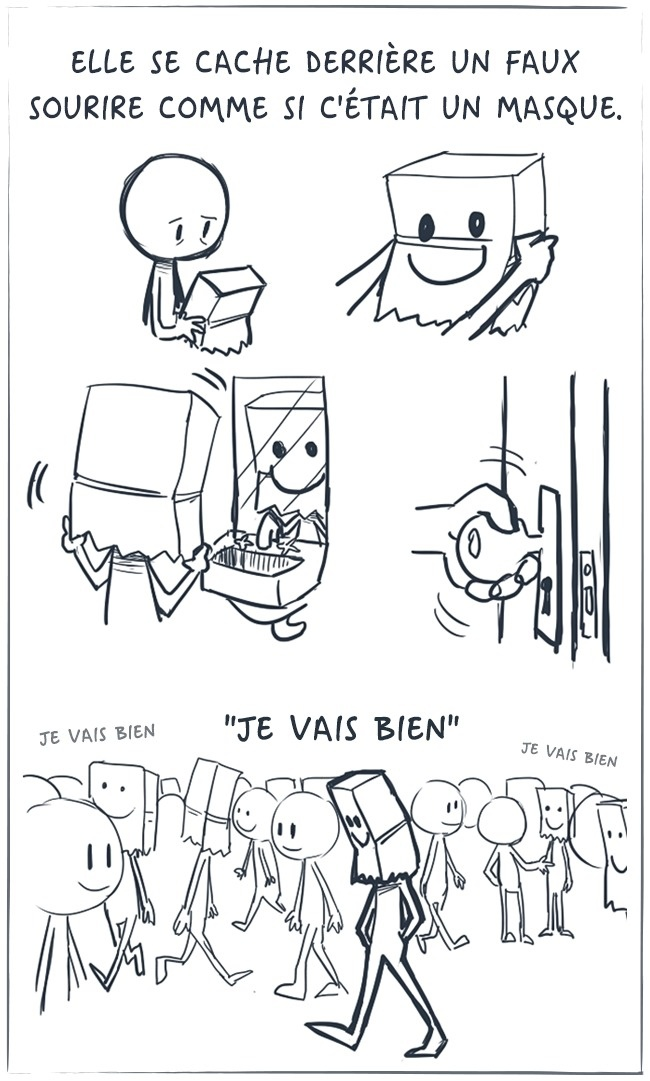 ELLE SE CACHE DERRIÈRE UN FAUX
SOURIRE COMME SI C'ÉTAIT UN MASQUE.
JE VAIS BIEN
"JE VAIS BIEN"
JE VAIS BIEN